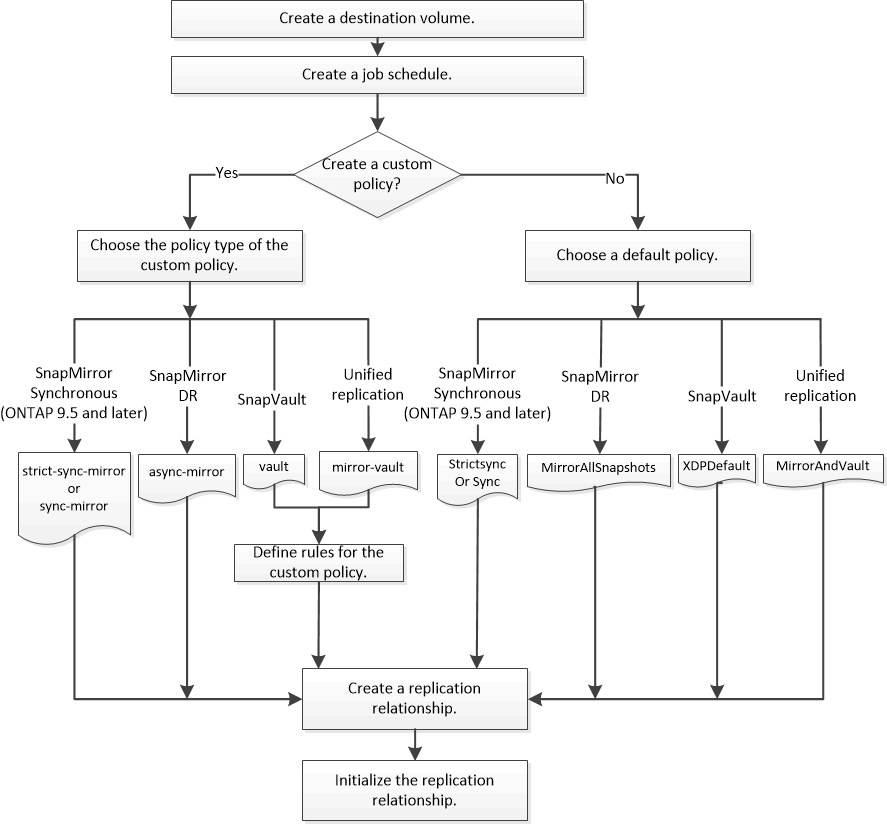 Create a destination volume.
Create a job schedule.
Create a custom
policy?
Yes
No
Choose the policy type of the
custom policy.
Choose a default policy.
SnapMirror
Synchronous
(ONTAP 9.5 and later)
SnapMirror
DR
SnapVault
Unified
replication
SnapMirror
Synchronous
(ONTAP 9.5 and later)
SnapMirror
DR
SnapVault
Unified
replication
strict-sync-mirror
or
sync-mirror
async-mirror
vault
mirror-vault
Strictsync
Or Sync
MirrorAllSnapshots
XDPDefault
MirrorAndVault
Define rules for the
custom policy.
Create a replication
relationship.
Initialize the replication
relationship.